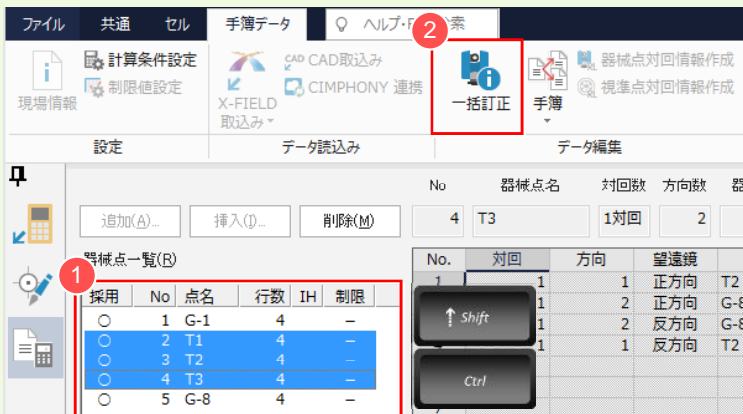 ファイル 共通 セル 手簿データ ヘルプ・F 2 索
計算条件設定 CAD CAD取込み 器械点対回情報作成
制限値設定 X-FIELD CIMPHONY 連携 視準点対回情報作成
現場情報 取込み 一括訂正 手簿
設定 データ読込み データ編集
No 器械点名 対回数 方向数 器
追加(A)... 挿入(I)... 削除(M) 4 T3 1対回 2
器械点一覧(R)
1
No. 対回 方向 望遠鏡
採用 No 点名 行数 IH 制限
1 1 1 正方向 T2
○ 1 G-1 4 –
1 2 正方向 G-8
○ 2 T1 4 –
1 2 反方向 G-8
○ 3 T2 4 –
1 1 反方向 T2
○ 4 T3 4 –
○ 5 G-8 4 –
Shift
Ctrl